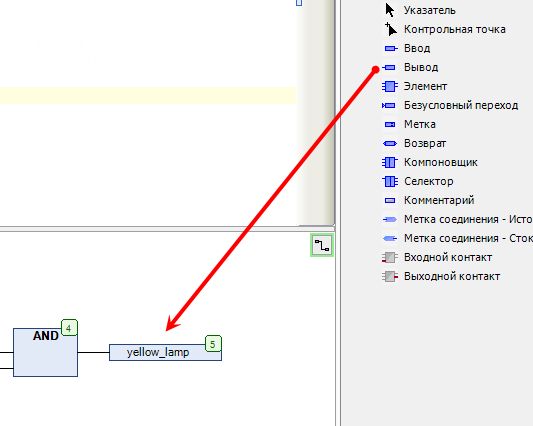 Указатель
Контрольная точка
Ввод
Вывод
Элемент
Безусловный переход
Метка
Возврат
Компоновщик
Селектор
Комментарий
Метка соединения - Исто
Метка соединения - Сток
Входной контакт
Выходной контакт
AND
4
yellow_lamp
5